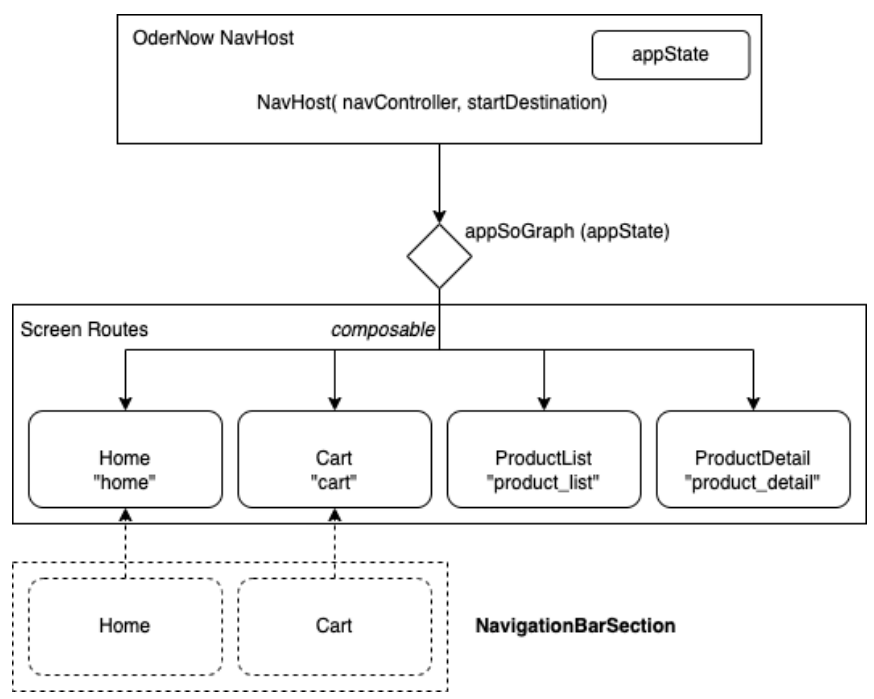 OderNow NavHost
appState
NavHost( navController, startDestination)
appSoGraph (appState)
Screen Routes
composable
Home
"home"
Cart
"cart"
ProductList
"product_list"
ProductDetail
"product_detail"
Home
Cart
NavigationBarSection